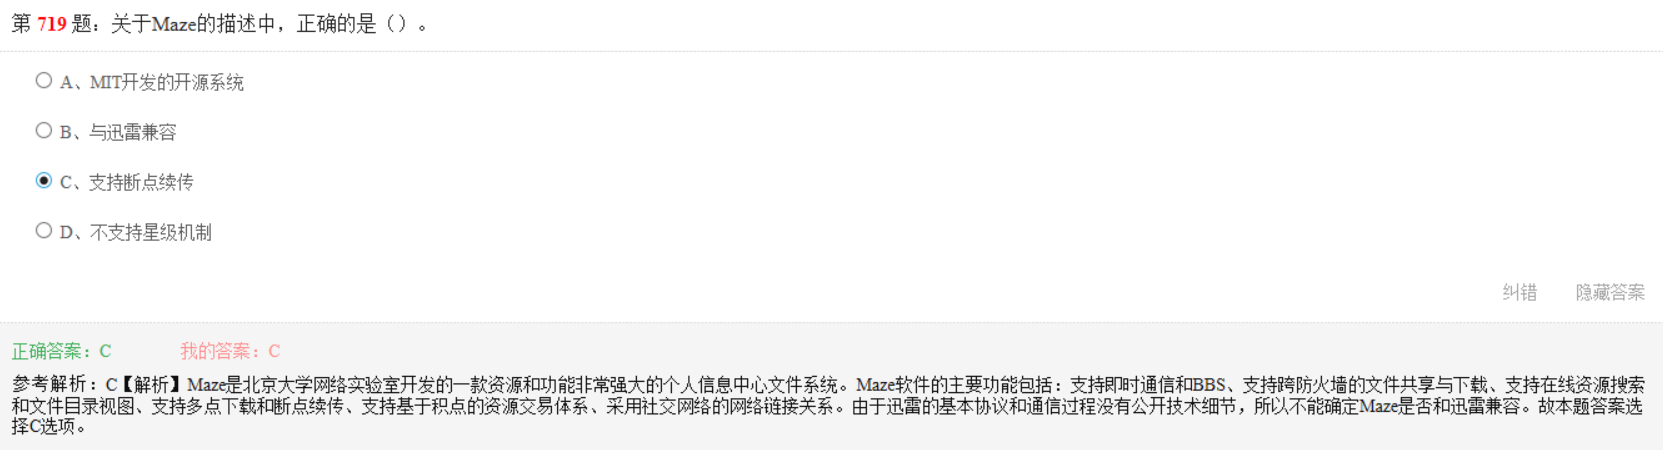 第 719 题：关于Maze的描述中，正确的是（）。
A、MIT开发的开源系统
B、与迅雷兼容
C、支持断点续传
D、不支持星级机制
纠错 隐藏答案
正确答案：C 我的答案：C
参考解析：C【解析】Maze是北京大学网络实验室开发的一款资源和功能非常强大的个人信息中心文件系统。Maze软件的主要功能包括：支持即时通信和BBS、支持跨防火墙的文件共享与下载、支持在线资源搜索
和文件目录视图、支持多点下载和断点续传、支持基于积点的资源交易体系、采用社交网络的网络链接关系。由于迅雷的基本协议和通信过程没有公开技术细节，所以不能确定Maze是否和迅雷兼容。故本题答案选
择C选项。